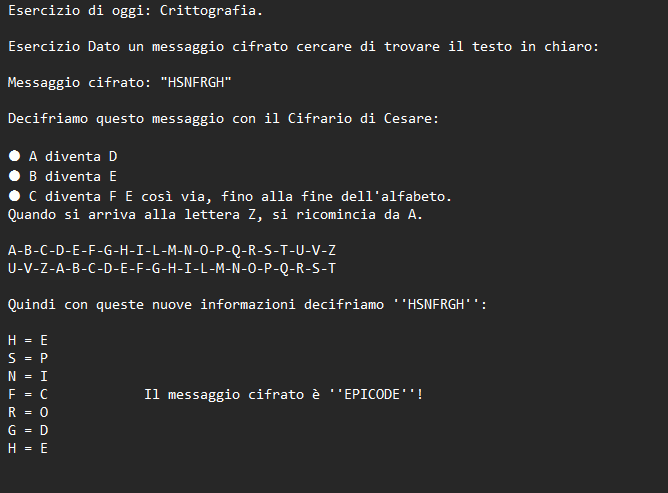 Esercizio di oggi: Crittografia.
Esercizio Dato un messaggio cifrato cercare di trovare il testo in chiaro:
Messaggio cifrato: "HSNFRGH"
Decifriamo questo messaggio con il Cifrario di Cesare:
● A diventa D
● B diventa E
● C diventa F E così via, fino alla fine dell'alfabeto.
Quando si arriva alla lettera Z, si ricomincia da A.
A-B-C-D-E-F-G-H-I-L-M-N-O-P-Q-R-S-T-U-V-Z
U-V-Z-A-B-C-D-E-F-G-H-I-L-M-N-O-P-Q-R-S-T
Quindi con queste nuove informazioni decifriamo ''HSNFRGH'':
H = E
S = P
N = I
F = C Il messaggio cifrato è ''EPICODE''!
R = O
G = D
H = E